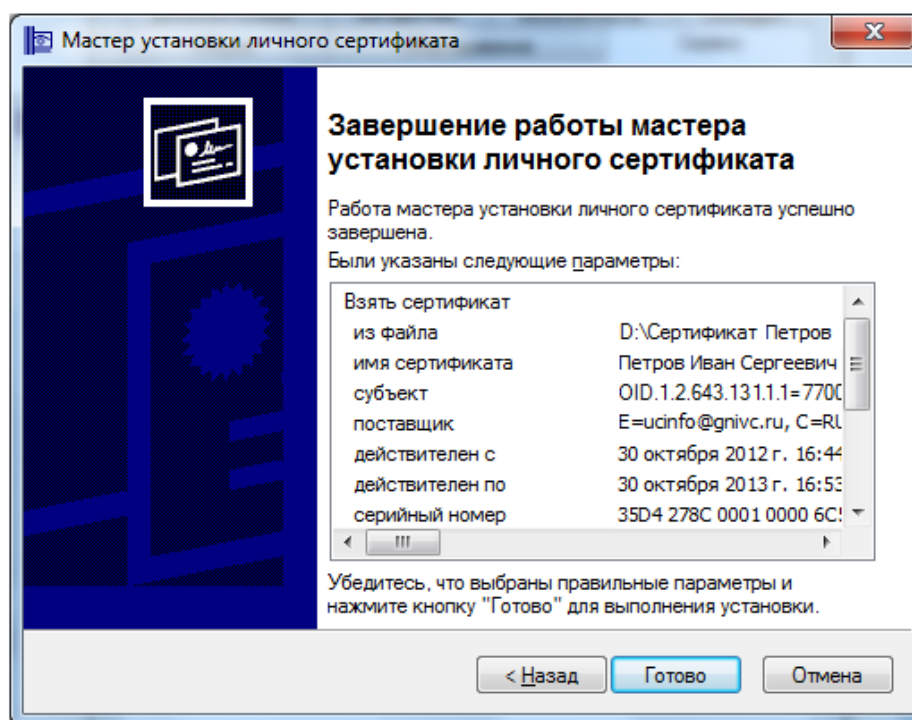 Мастер установки личного сертификата
Завершение работы мастера
установки личного сертификата
Работа мастера установки личного сертификата успешно
завершена.
Были указаны следующие параметры:
Взять сертификат
из файла D:\Сертификат Петров
имя сертификата Петров Иван Сергеевич
субъект OID.1.2.643.131.1.1=7700
поставщик E=ucinfo@gnivc.ru, C=RU
действителен с 30 октября 2012 г. 16:44
действителен по 30 октября 2013 г. 16:53
серийный номер 35D4 278C 0001 0000 6C5
Убедитесь, что выбраны правильные параметры и
нажмите кнопку "Готово" для выполнения установки.
< Назад Готово Отмена